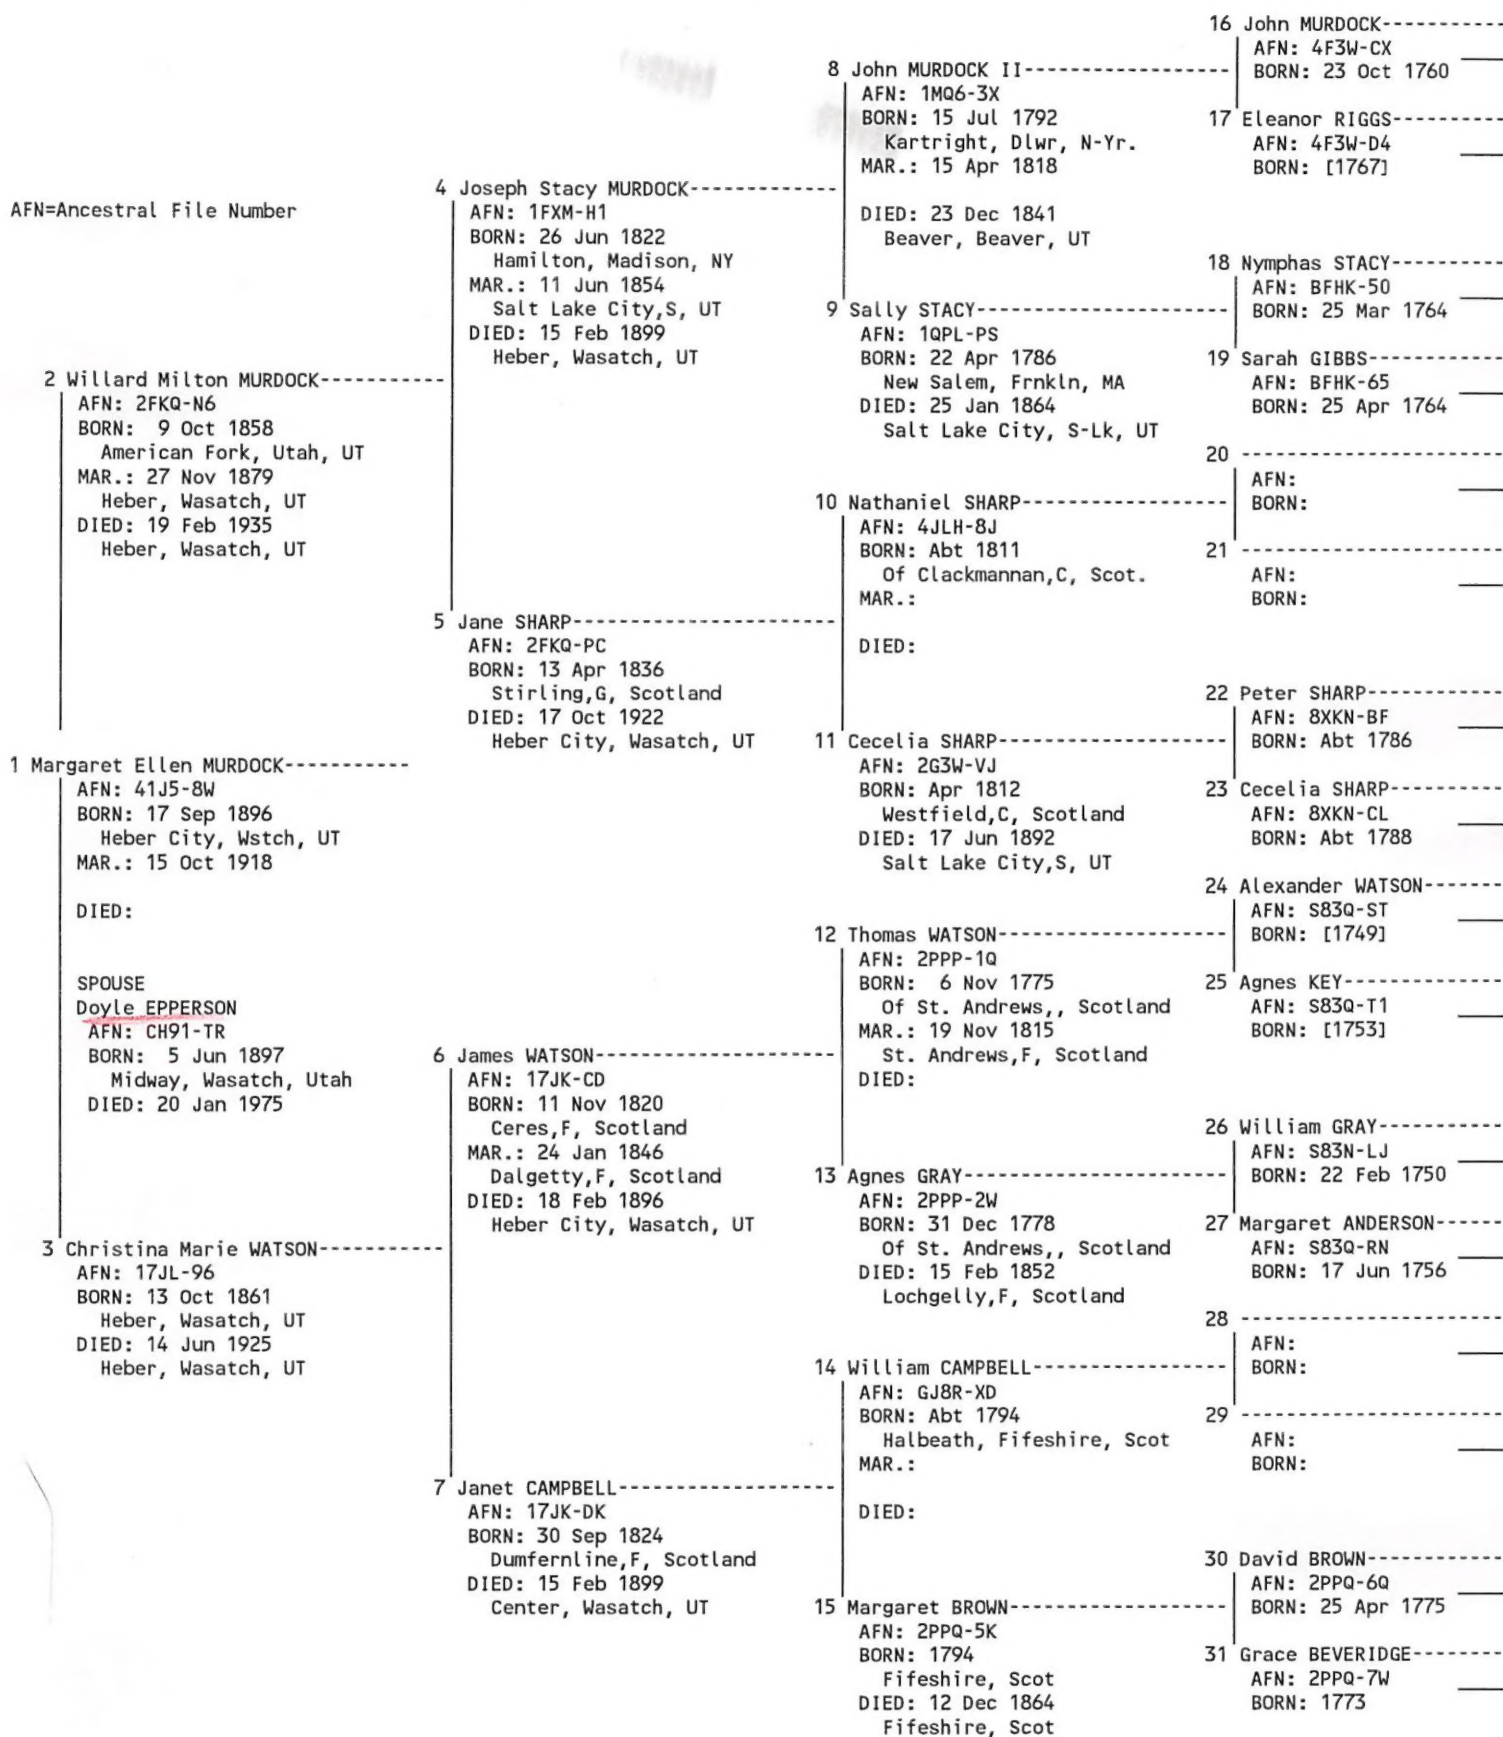 AFN=Ancestral File Number
1 Margaret Ellen MURDOCK-----------
AFN: 41J5-8W
BORN: 17 Sep 1896
Heber City, Wstch, UT
MAR.: 15 Oct 1918
DIED:
SPOUSE
Doyle EPPERSON
AFN: CH91-TR
BORN:  5 Jun 1897
Midway, Wasatch, Utah
DIED: 20 Jan 1975
2 Willard Milton MURDOCK-----------
AFN: 2FKQ-N6
BORN:  9 Oct 1858
American Fork, Utah, UT
MAR.: 27 Nov 1879
Heber, Wasatch, UT
DIED: 19 Feb 1935
Heber, Wasatch, UT
3 Christina Marie WATSON-----------
AFN: 17JL-96
BORN: 13 Oct 1861
Heber, Wasatch, UT
DIED: 14 Jun 1925
Heber, Wasatch, UT
4 Joseph Stacy MURDOCK-------------
AFN: 1FXM-H1
BORN: 26 Jun 1822
Hamilton, Madison, NY
MAR.: 11 Jun 1854
Salt Lake City,S, UT
DIED: 15 Feb 1899
Heber, Wasatch, UT
5 Jane SHARP-----------------------
AFN: 2FKQ-PC
BORN: 13 Apr 1836
Stirling,G, Scotland
DIED: 17 Oct 1922
Heber City, Wasatch, UT
6 James WATSON---------------------
AFN: 17JK-CD
BORN: 11 Nov 1820
Ceres,F, Scotland
MAR.: 24 Jan 1846
Dalgetty,F, Scotland
DIED: 18 Feb 1896
Heber City, Wasatch, UT
7 Janet CAMPBELL-------------------
AFN: 17JK-DK
BORN: 30 Sep 1824
Dumfernline,F, Scotland
DIED: 15 Feb 1899
Center, Wasatch, UT
8 John MURDOCK II------------------
AFN: 1MQ6-3X
BORN: 15 Jul 1792
Kartright, Dlwr, N-Yr.
MAR.: 15 Apr 1818
DIED: 23 Dec 1841
Beaver, Beaver, UT
9 Sally STACY----------------------
AFN: 1QPL-PS
BORN: 22 Apr 1786
New Salem, Frnkln, MA
DIED: 25 Jan 1864
Salt Lake City, S-Lk, UT
10 Nathaniel SHARP------------------
AFN: 4JLH-8J
BORN: Abt 1811
Of Clackmannan,C, Scot.
MAR.:
DIED:
11 Cecelia SHARP--------------------
AFN: 2G3W-VJ
BORN: Apr 1812
Westfield,C, Scotland
DIED: 17 Jun 1892
Salt Lake City,S, UT
12 Thomas WATSON--------------------
AFN: 2PPP-1Q
BORN:  6 Nov 1775
Of St. Andrews,, Scotland
MAR.: 19 Nov 1815
St. Andrews,F, Scotland
DIED:
13 Agnes GRAY-----------------------
AFN: 2PPP-2W
BORN: 31 Dec 1778
Of St. Andrews,, Scotland
DIED: 15 Feb 1852
Lochgelly,F, Scotland
14 William CAMPBELL-----------------
AFN: GJ8R-XD
BORN: Abt 1794
Halbeath, Fifeshire, Scot
MAR.:
DIED:
15 Margaret BROWN-------------------
AFN: 2PPQ-5K
BORN: 1794
Fifeshire, Scot
DIED: 12 Dec 1864
Fifeshire, Scot
16 John MURDOCK-----------
AFN: 4F3W-CX
BORN: 23 Oct 1760
17 Eleanor RIGGS----------
AFN: 4F3W-D4
BORN: [1767]
18 Nymphas STACY----------
AFN: BFHK-50
BORN: 25 Mar 1764
19 Sarah GIBBS------------
AFN: BFHK-65
BORN: 25 Apr 1764
20 -----------------------
AFN:
BORN:
21 -----------------------
AFN:
BORN:
22 Peter SHARP------------
AFN: 8XKN-BF
BORN: Abt 1786
23 Cecelia SHARP----------
AFN: 8XKN-CL
BORN: Abt 1788
24 Alexander WATSON-------
AFN: S83Q-ST
BORN: [1749]
25 Agnes KEY--------------
AFN: S83Q-T1
BORN: [1753]
26 William GRAY-----------
AFN: S83N-LJ
BORN: 22 Feb 1750
27 Margaret ANDERSON------
AFN: S83Q-RN
BORN: 17 Jun 1756
28 -----------------------
AFN:
BORN:
29 -----------------------
AFN:
BORN:
30 David BROWN------------
AFN: 2PPQ-6Q
BORN: 25 Apr 1775
31 Grace BEVERIDGE--------
AFN: 2PPQ-7W
BORN: 1773